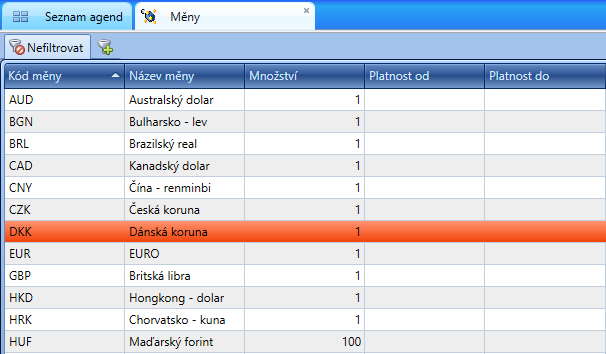 Seznam agend Měny
Nefiltrovat
Kód měny Název měny Množství Platnost od Platnost do
AUD Australský dolar 1
BGN Bulharsko - lev 1
BRL Brazilský real 1
CAD Kanadský dolar 1
CNY Čína - renminbi 1
CZK Česká koruna 1
DKK Dánská koruna 1
EUR EURO 1
GBP Britská libra 1
HKD Hongkong - dolar 1
HRK Chorvatsko - kuna 1
HUF Maďarský forint 100